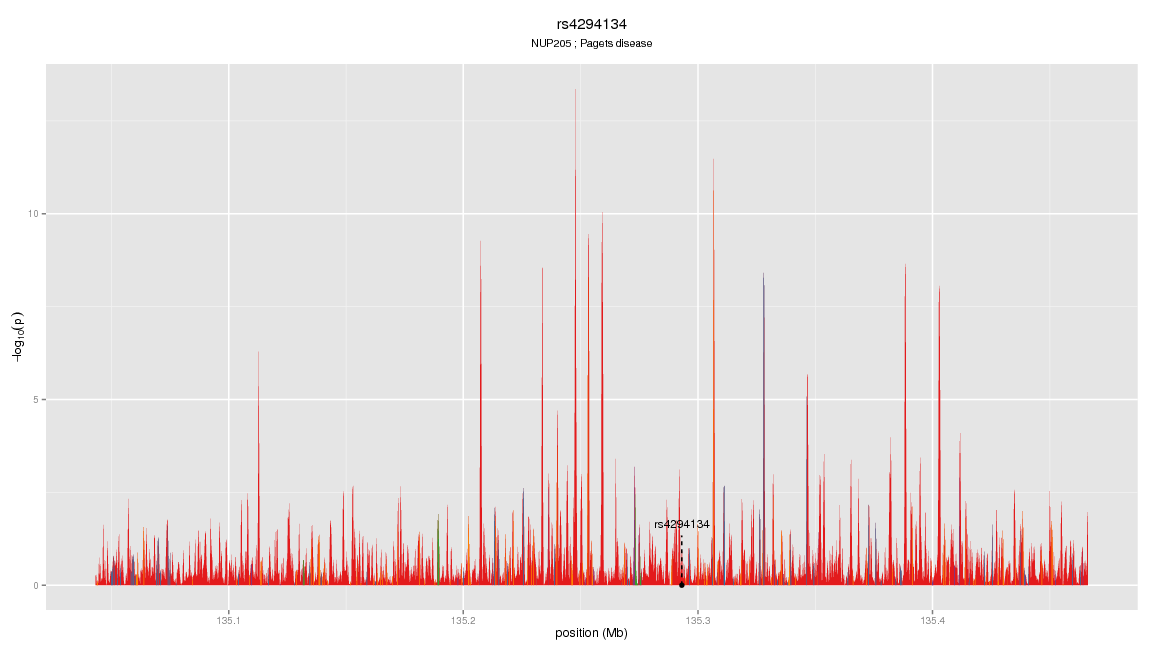 rs4294134
NUP205 ; Pagets disease
10
5
0
−log10(p)
rs4294134
135.1 135.2 135.3 135.4
position (Mb)